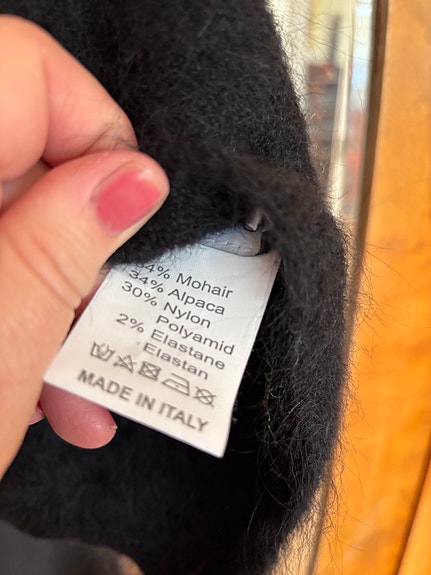 34% Mohair
34% Alpaca
30% Nylon
Polyamid
2% Elastane
Elastan
MADE IN ITALY